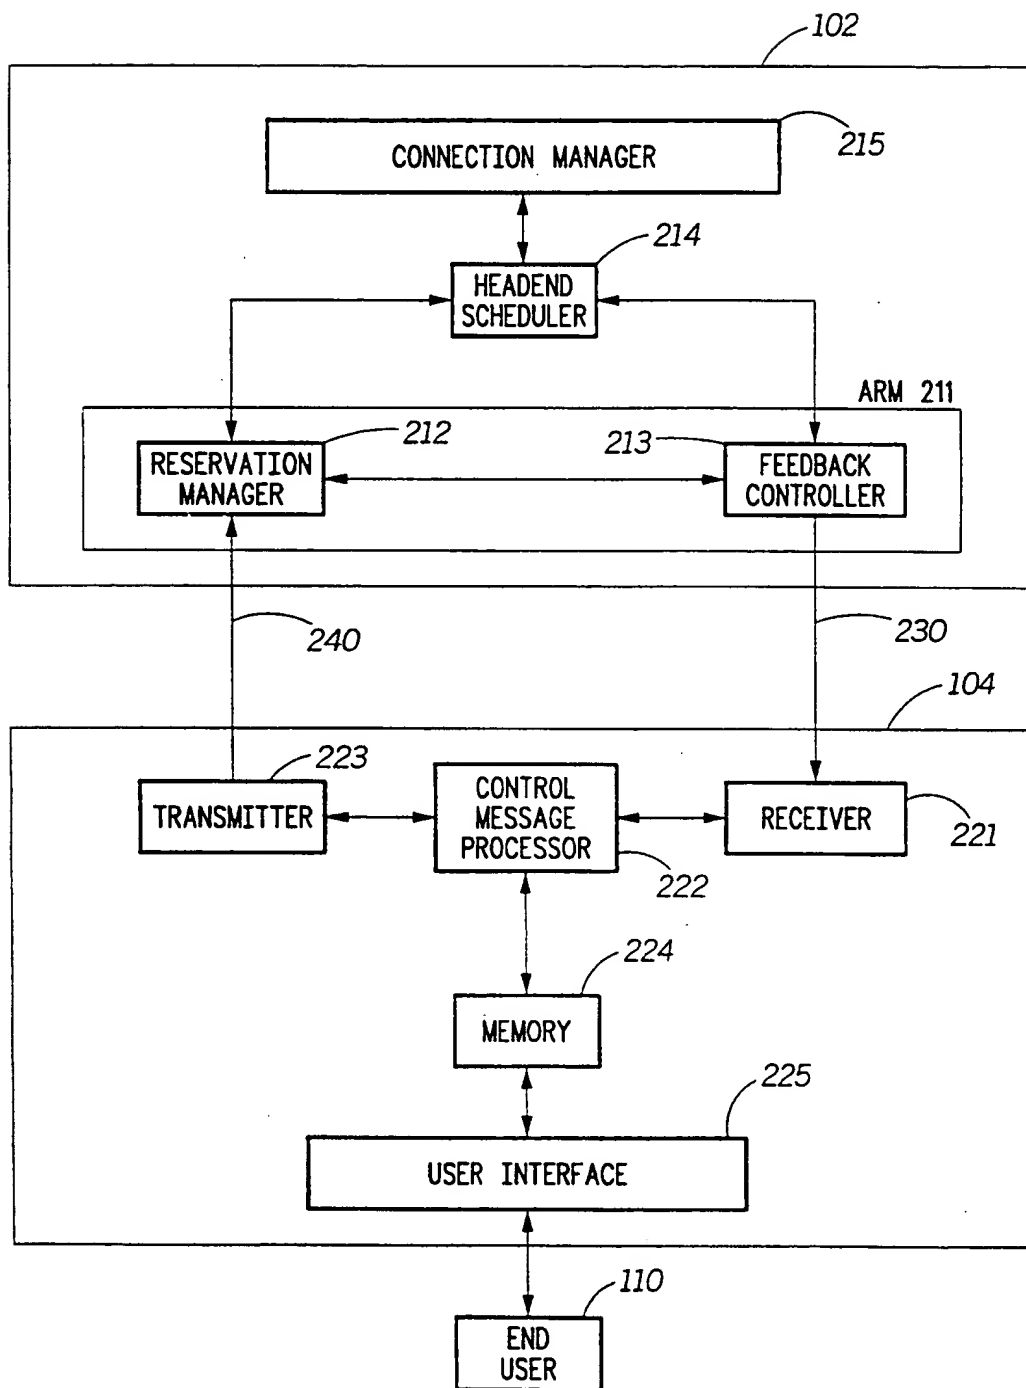 102
CONNECTION MANAGER
215
214
HEADEND
SCHEDULER
ARM 211
212
213
RESERVATION
MANAGER
FEEDBACK
CONTROLLER
240
230
104
223
TRANSMITTER
CONTROL
MESSAGE
PROCESSOR
RECEIVER
221
222
224
MEMORY
225
USER INTERFACE
110
END
USER